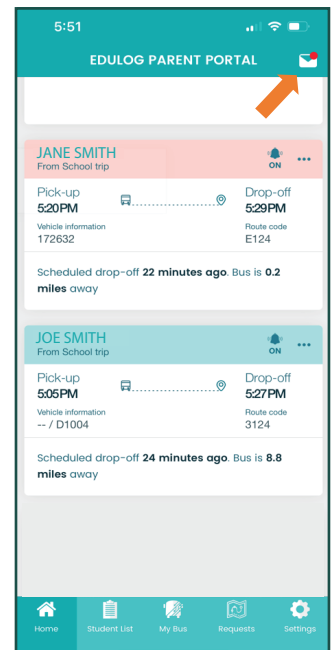 5:51
EDULOG PARENT PORTAL
JANE SMITH
From School trip
ON
Pick-up
Drop-off
5:20PM
5:29PM
Vehicle information
Route code
172632
E124
Scheduled drop-off 22 minutes ago. Bus is 0.2
miles away
JOE SMITH
From School trip
ON
Pick-up
Drop-off
5:05PM
5:27PM
Vehicle information
Route code
-- / D1004
3124
Scheduled drop-off 24 minutes ago. Bus is 8.8
miles away
Home Student List My Bus Requests Settings